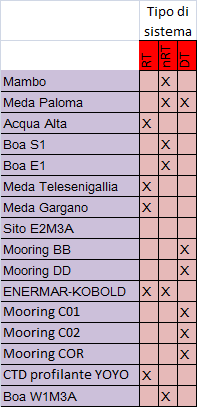 Tipo di
sistema
RT nRT DT
Mambo X
Meda Paloma X X
Acqua Alta X
Boa S1 X
Boa E1 X
Meda Telesenigallia X
Meda Gargano X
Sito E2M3A
Mooring BB X
Mooring DD X
ENERMAR-KOBOLD X X
Mooring C01 X
Mooring C02 X
Mooring COR X
CTD profilante YOYO X
Boa W1M3A X